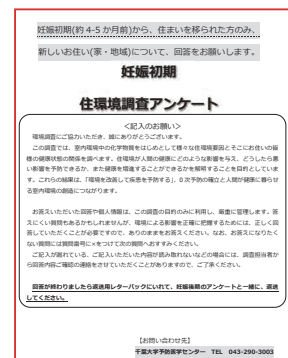 妊娠初期(約 4-5 か月前)から、住まいを移られた方のみ、
新しいお住い(家・地域)について、回答をお願いします。
妊娠初期
住環境調査アンケート
＜記入のお願い＞
環境調査にご協力いただき、誠にありがとうございます。
この調査では、室内環境中の化学物質をはじめとして様々な住環境要因とそこにお住いの皆
様の健康状態の関係を調べます。住環境が人間の健康にどのような影響を与え、どうしたら悪
い影響を予防できるか、また健康を増進することができるかを解明することを目的としていま
す。これらの結果は、「環境を改善して疾患を予防する」、0 次予防の確立と人間が健康に暮らせ
る室内環境の創造につながります。
お答えいただいた回答や個人情報は、この調査の目的のみに利用し、厳重に管理します。答
えにくい質問もあるかもしれませんが、環境による影響を正確に把握するためには、正しく回
答していただくことが必要ですので、ありのままをお答えください。なお、お答えになりたく
ない質問には質問番号に×をつけて次の質問へおすすみください。
ご記入が漏れている、ご記入いただいた内容が読み取れないなどの場合には、調査担当者か
ら回答内容ご確認の連絡をさせていただくことがありますので、ご了承ください。
回答が終わりましたら返送用レターパックにいれて、妊娠後期のアンケートと一緒に、返送
してください。
【お問い合わせ先】
千葉大学予防医学センター TEL 043-290-3003